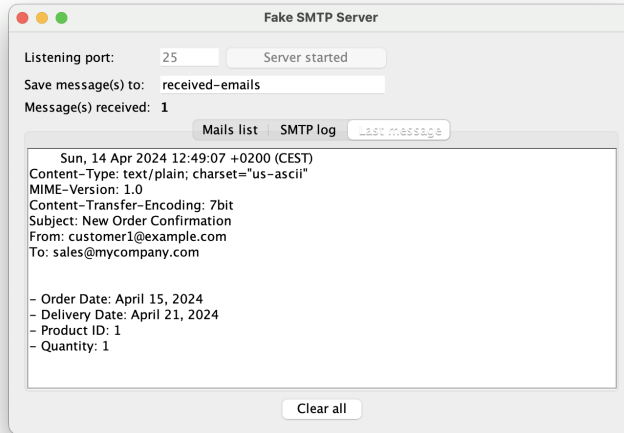 Fake SMTP Server
Listening port: 25 Server started
Save message(s) to: received-emails
Message(s) received: 1
Mails list SMTP log Last message
Sun, 14 Apr 2024 12:49:07 +0200 (CEST)
Content-Type: text/plain; charset="us-ascii"
MIME-Version: 1.0
Content-Transfer-Encoding: 7bit
Subject: New Order Confirmation
From: customer1@example.com
To: sales@mycompany.com
– Order Date: April 15, 2024
– Delivery Date: April 21, 2024
– Product ID: 1
– Quantity: 1
Clear all